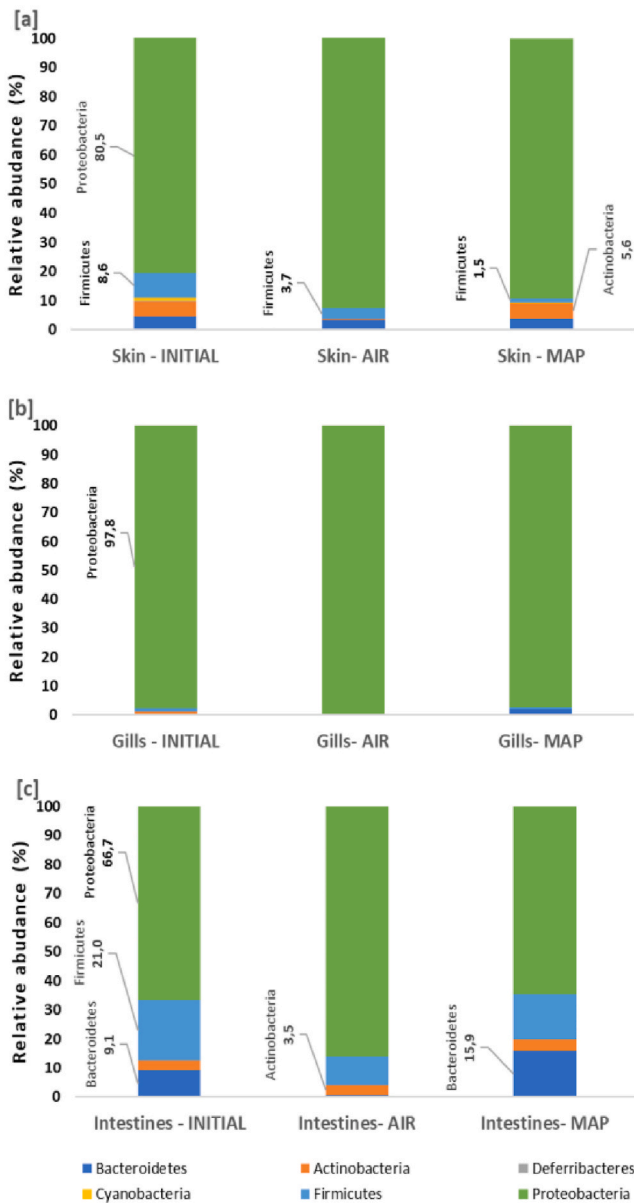 [a]
Relative abudance (%)
100
90
80
70
60
50
40
30
20
10
0
Proteobacteria
80,5
Firmicutes
8,6
Firmicutes
3,7
Firmicutes
1,5
Actinobacteria
5,6
Skin - INITIAL
Skin- AIR
Skin - MAP
[b]
Relative abudance (%)
100
90
80
70
60
50
40
30
20
10
0
Proteobacteria
97,8
Gills - INITIAL
Gills- AIR
Gills- MAP
[c]
Relative abudance (%)
100
90
80
70
60
50
40
30
20
10
0
Proteobacteria
66,7
Firmicutes
21,0
Bacteroidetes
9,1
Actinobacteria
3,5
Bacteroidetes
15,9
Intestines - INITIAL
Intestines- AIR
Intestines- MAP
Bacteroidetes
Actinobacteria
Deferribacteres
Cyanobacteria
Firmicutes
Proteobacteria